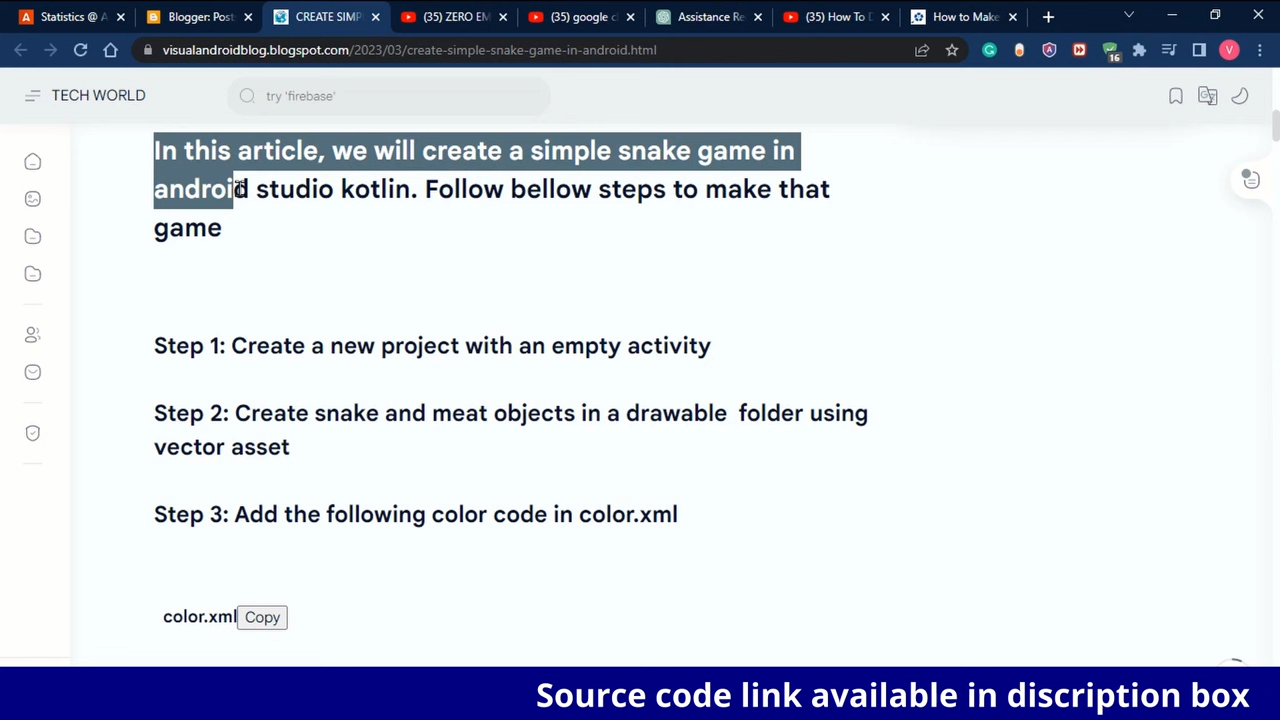 Statistics @ A
Blogger: Post
CREATE SIMP
(35) ZERO EM
(35) google c
Assistance Re
(35) How To D
How to Make
visualandroidblog.blogspot.com/2023/03/create-simple-snake-game-in-android.html
16
V
TECH WORLD
try 'firebase'
In this article, we will create a simple snake game in
android studio kotlin. Follow bellow steps to make that
game
Step 1: Create a new project with an empty activity
Step 2: Create snake and meat objects in a drawable folder using
vector asset
Step 3: Add the following color code in color.xml
color.xml Copy
Source code link available in discription box